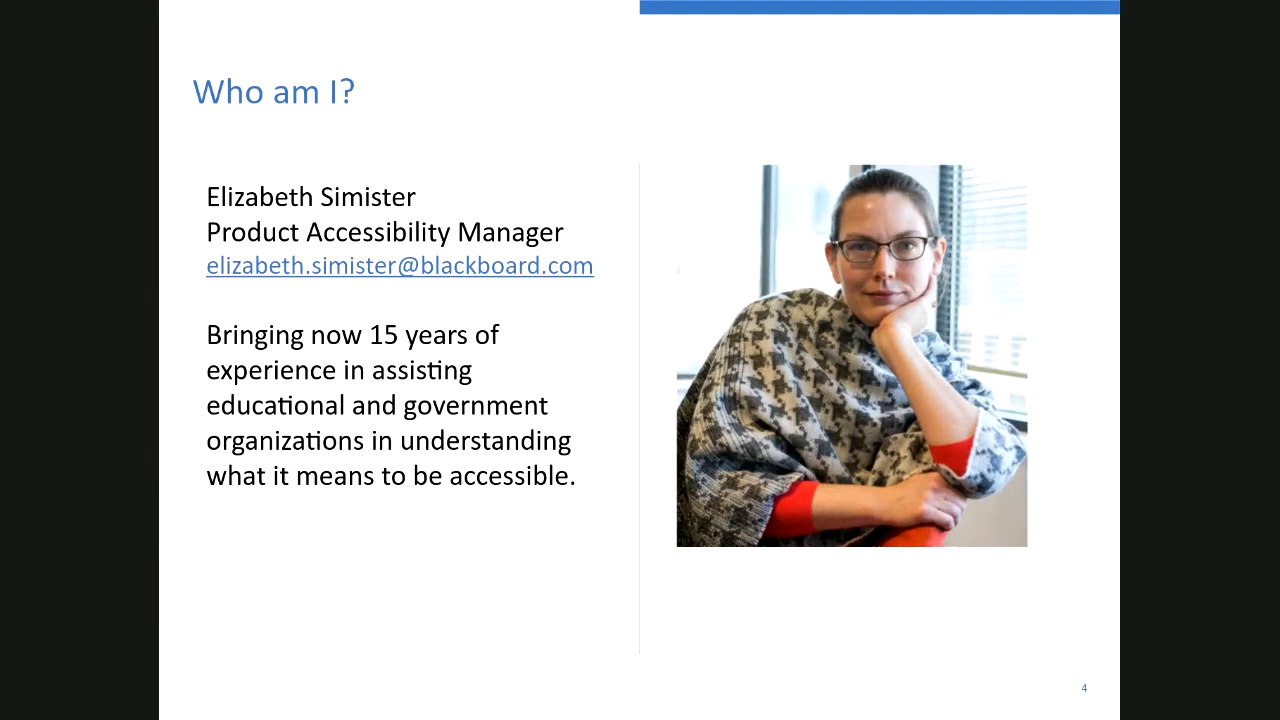 Who am I?
Elizabeth Simister
Product Accessibility Manager
elizabeth.simister@blackboard.com
Bringing now 15 years of
experience in assisting
educational and government
organizations in understanding
what it means to be accessible.
4